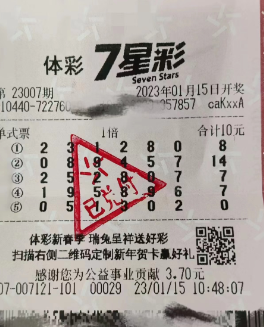 体彩 7星彩
Seven Stars
第 23007期 2023年01月15日开奖
10440-7227 57857 caKxxA
单式票 1倍 合计10元
① 2 3 1 2 8 0 8
② 0 8 4 5 7 14
③ 2 5 0 8 7
④ 1 9 5 8 9 6 7
⑤ 0 5 0 2
已兑付
体彩新春季 瑞兔呈祥送好彩
扫描右侧二维码定制新年贺卡赢好礼
感谢您为公益事业贡献 3.70元
07-007121-101 00029 23/01/15 10:48:07